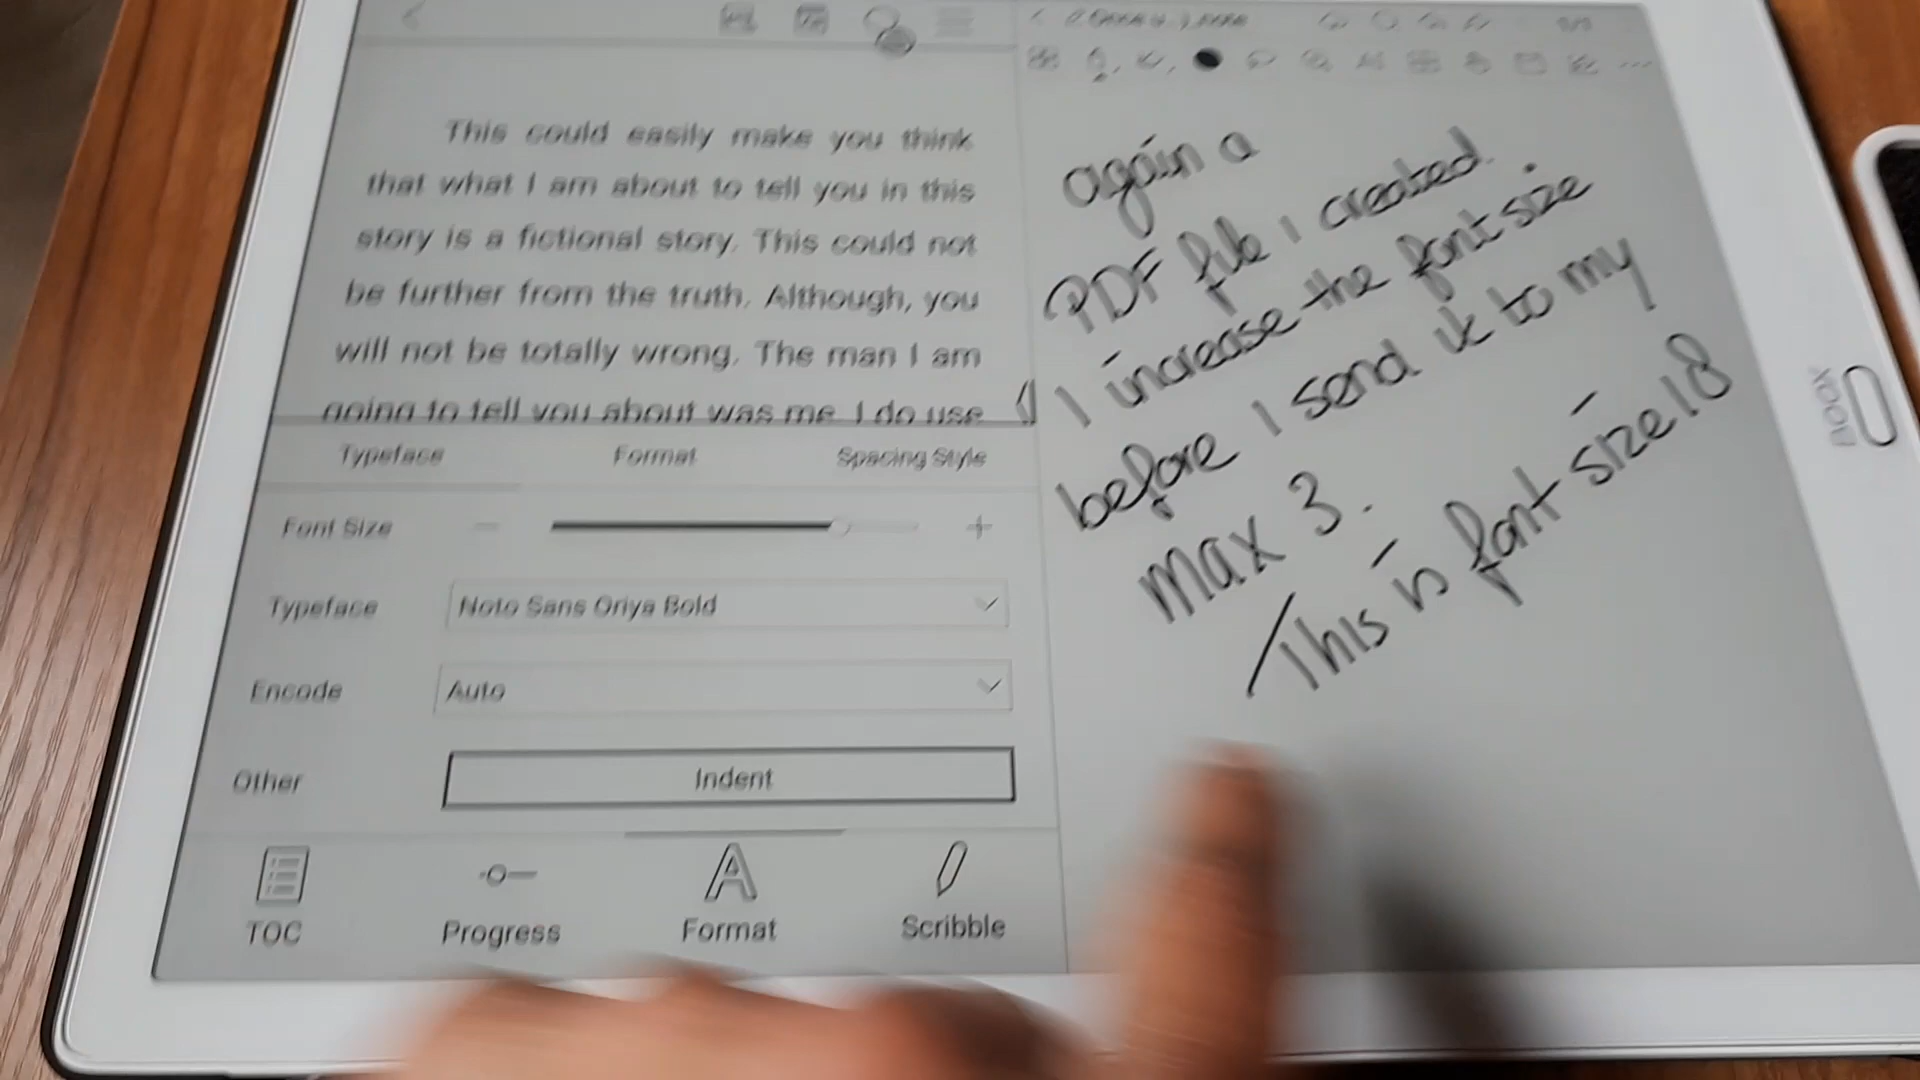 This could easily make you think
that what I am about to tell you in this
story is a fictional story. This could not
be further from the truth. Although, you
will not be totally wrong. The man I am
going to tell you about was me. I do use
Typeface Format Spacing Style
Font Size
Typeface Noto Sans Oriya Bold
Encode Auto
Other Indent
TOC Progress Format Scribble
again a
PDF file I created.
I increase the font size
before I send it to my
max 3.
This is font size 18
BOOX